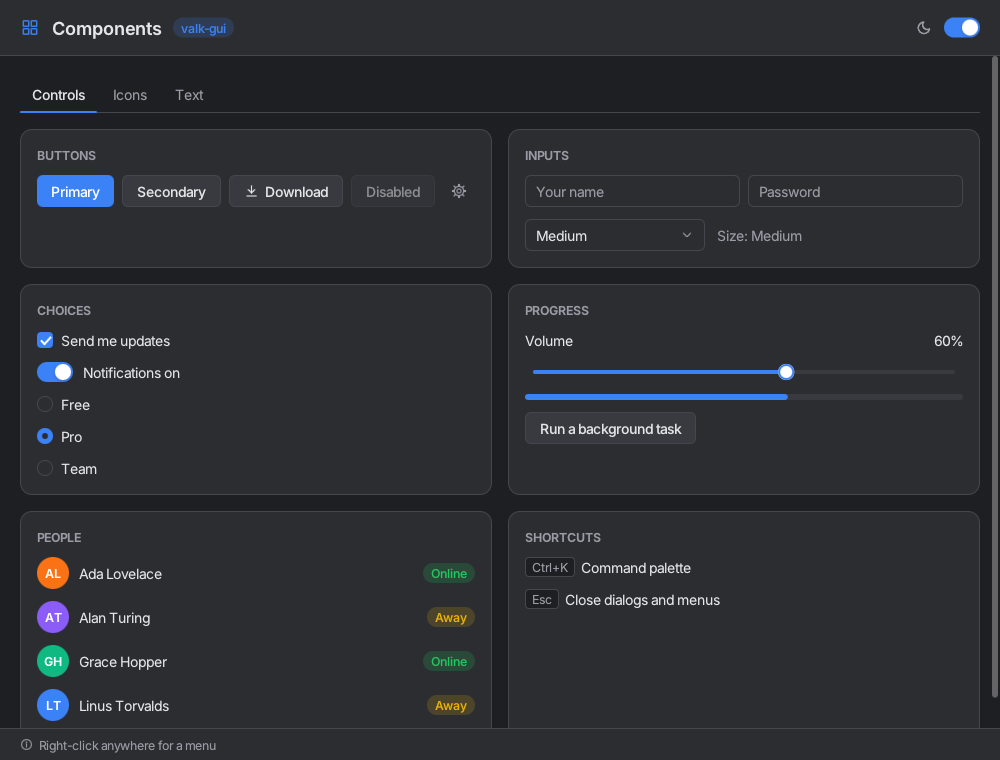 Components valk-gui
Controls Icons Text
BUTTONS
Primary Secondary Download Disabled
INPUTS
Your name Password
Medium Size: Medium
CHOICES
Send me updates
Notifications on
Free
Pro
Team
PROGRESS
Volume 60%
Run a background task
PEOPLE
AL Ada Lovelace Online
AT Alan Turing Away
GH Grace Hopper Online
LT Linus Torvalds Away
SHORTCUTS
Ctrl+K Command palette
Esc Close dialogs and menus
Right-click anywhere for a menu